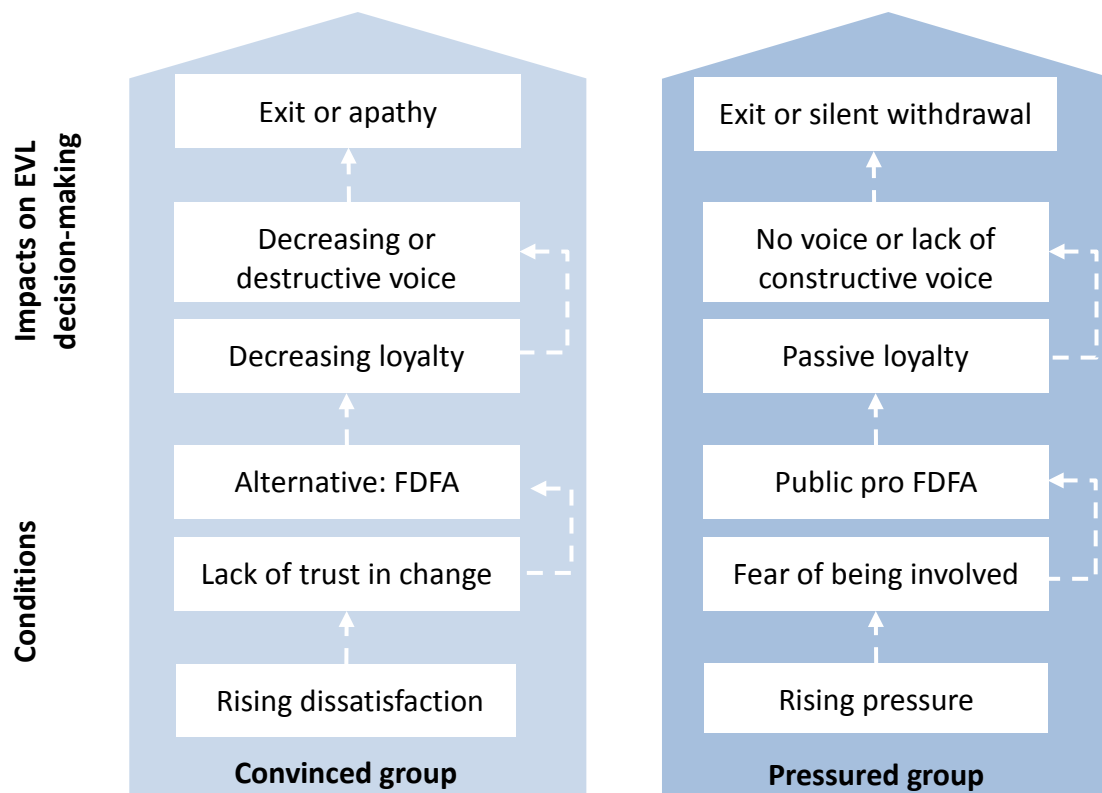 Impacts on EVL
decision-making
Conditions
Exit or apathy
Decreasing or
destructive voice
Decreasing loyalty
Alternative: FDFA
Lack of trust in change
Rising dissatisfaction
Convinced group
Exit or silent withdrawal
No voice or lack of
constructive voice
Passive loyalty
Public pro FDFA
Fear of being involved
Rising pressure
Pressured group